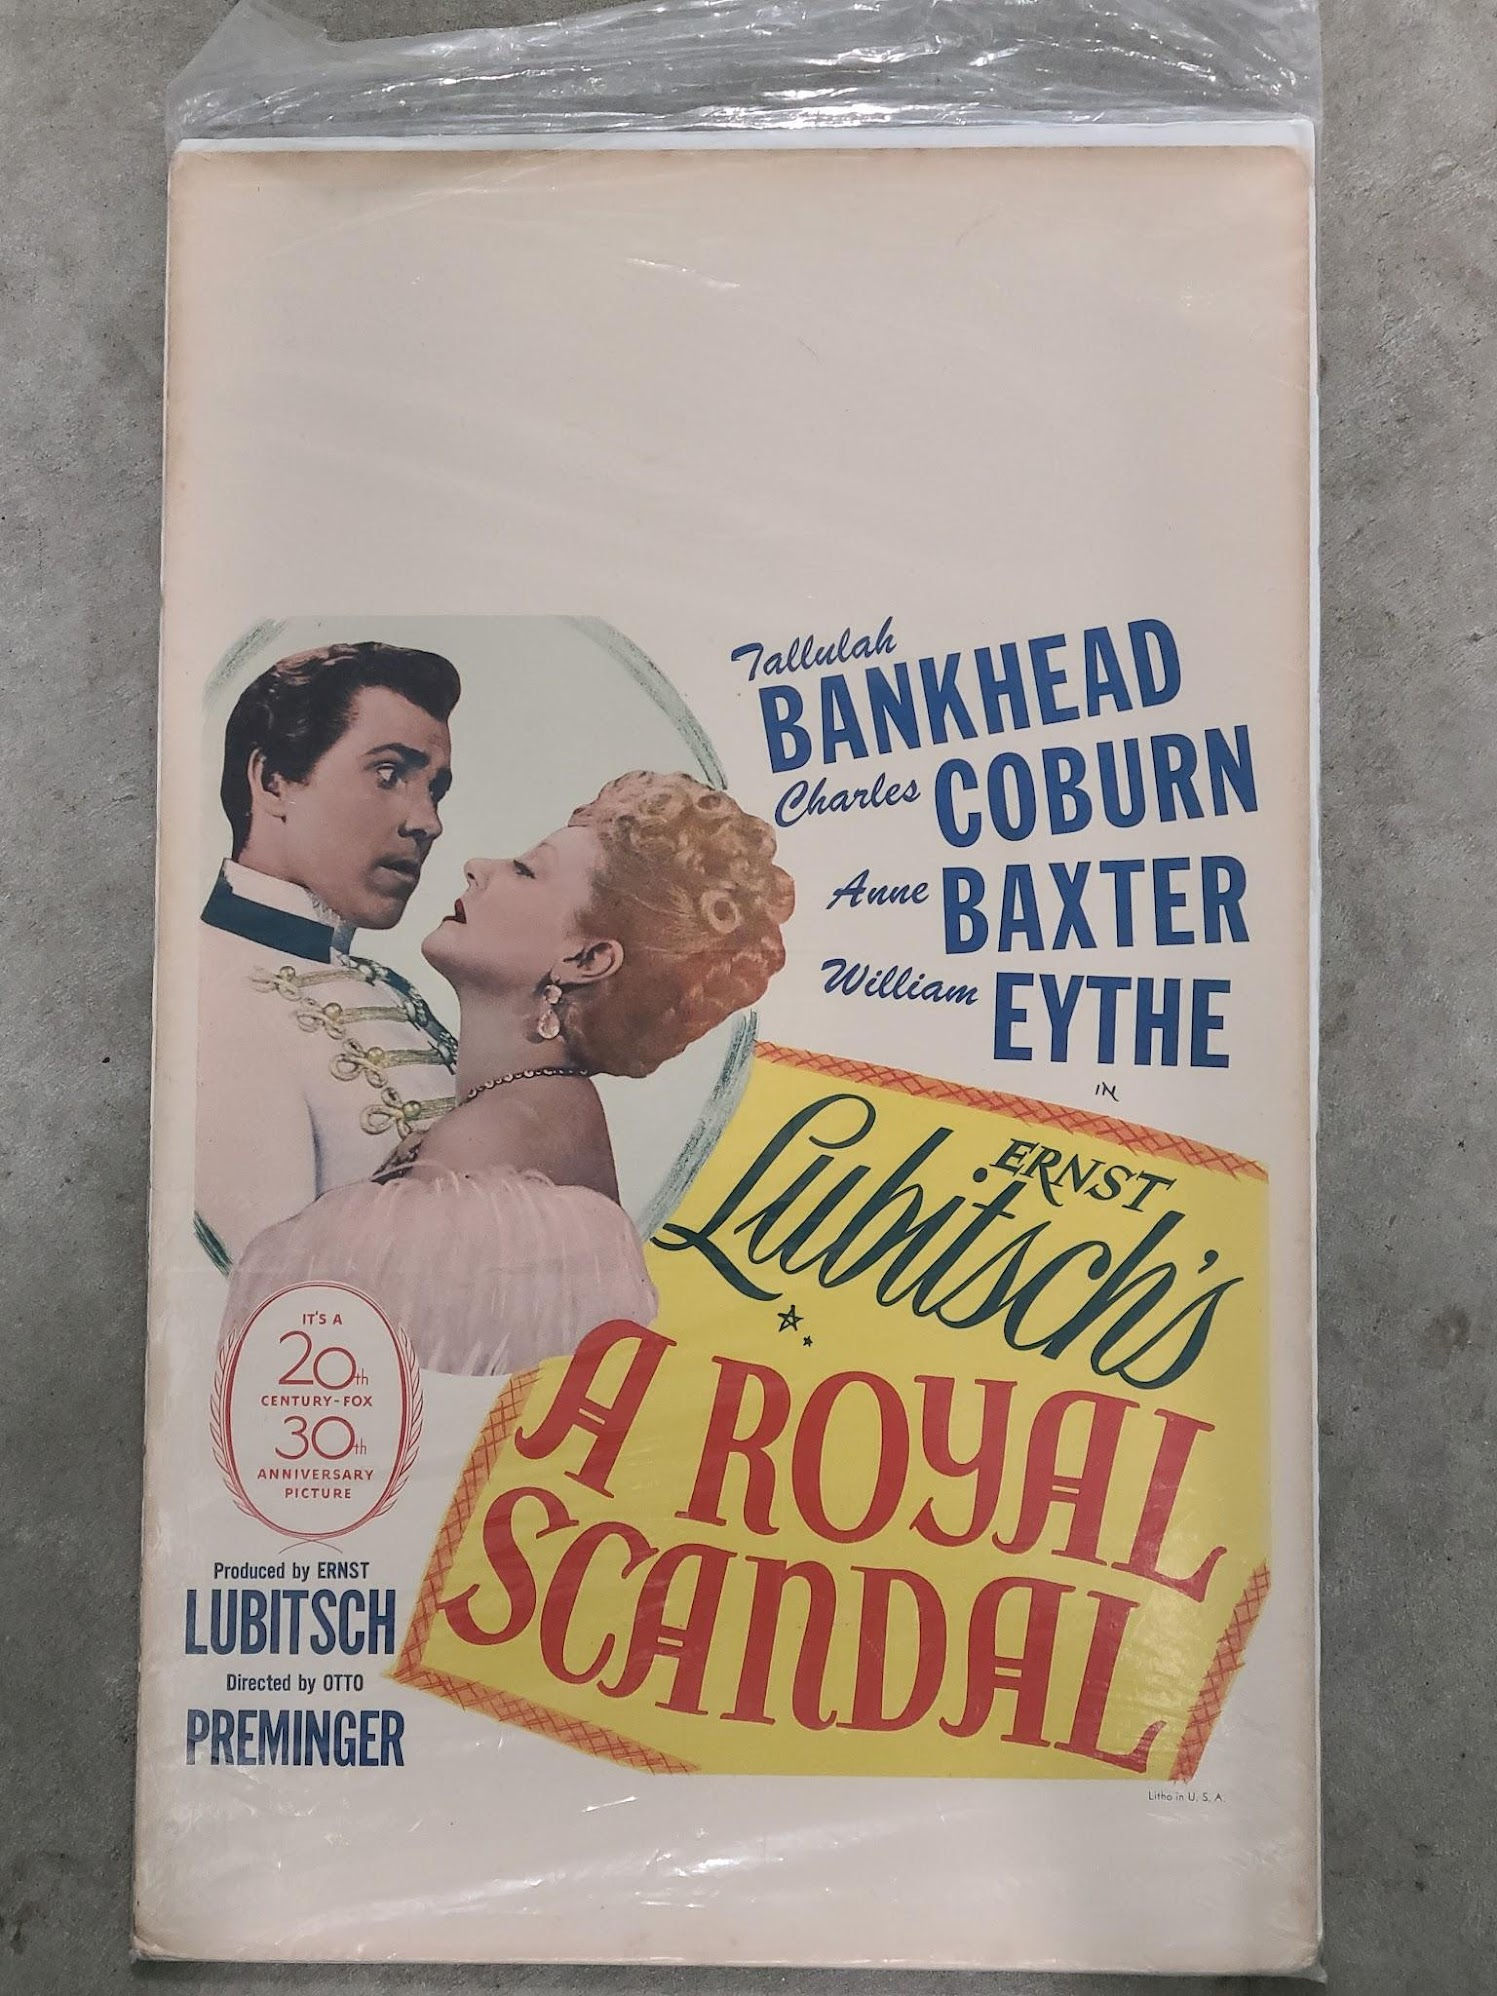 Tallulah
BANKHEAD
Charles COBURN
Anne BAXTER
William EYTHE
IN
ERNST
Lubitsch's
A ROYAL
SCANDAL
IT'S A
20th
CENTURY-FOX
30th
ANNIVERSARY
PICTURE
Produced by ERNST
LUBITSCH
Directed by OTTO
PREMINGER
Litho in U. S. A.